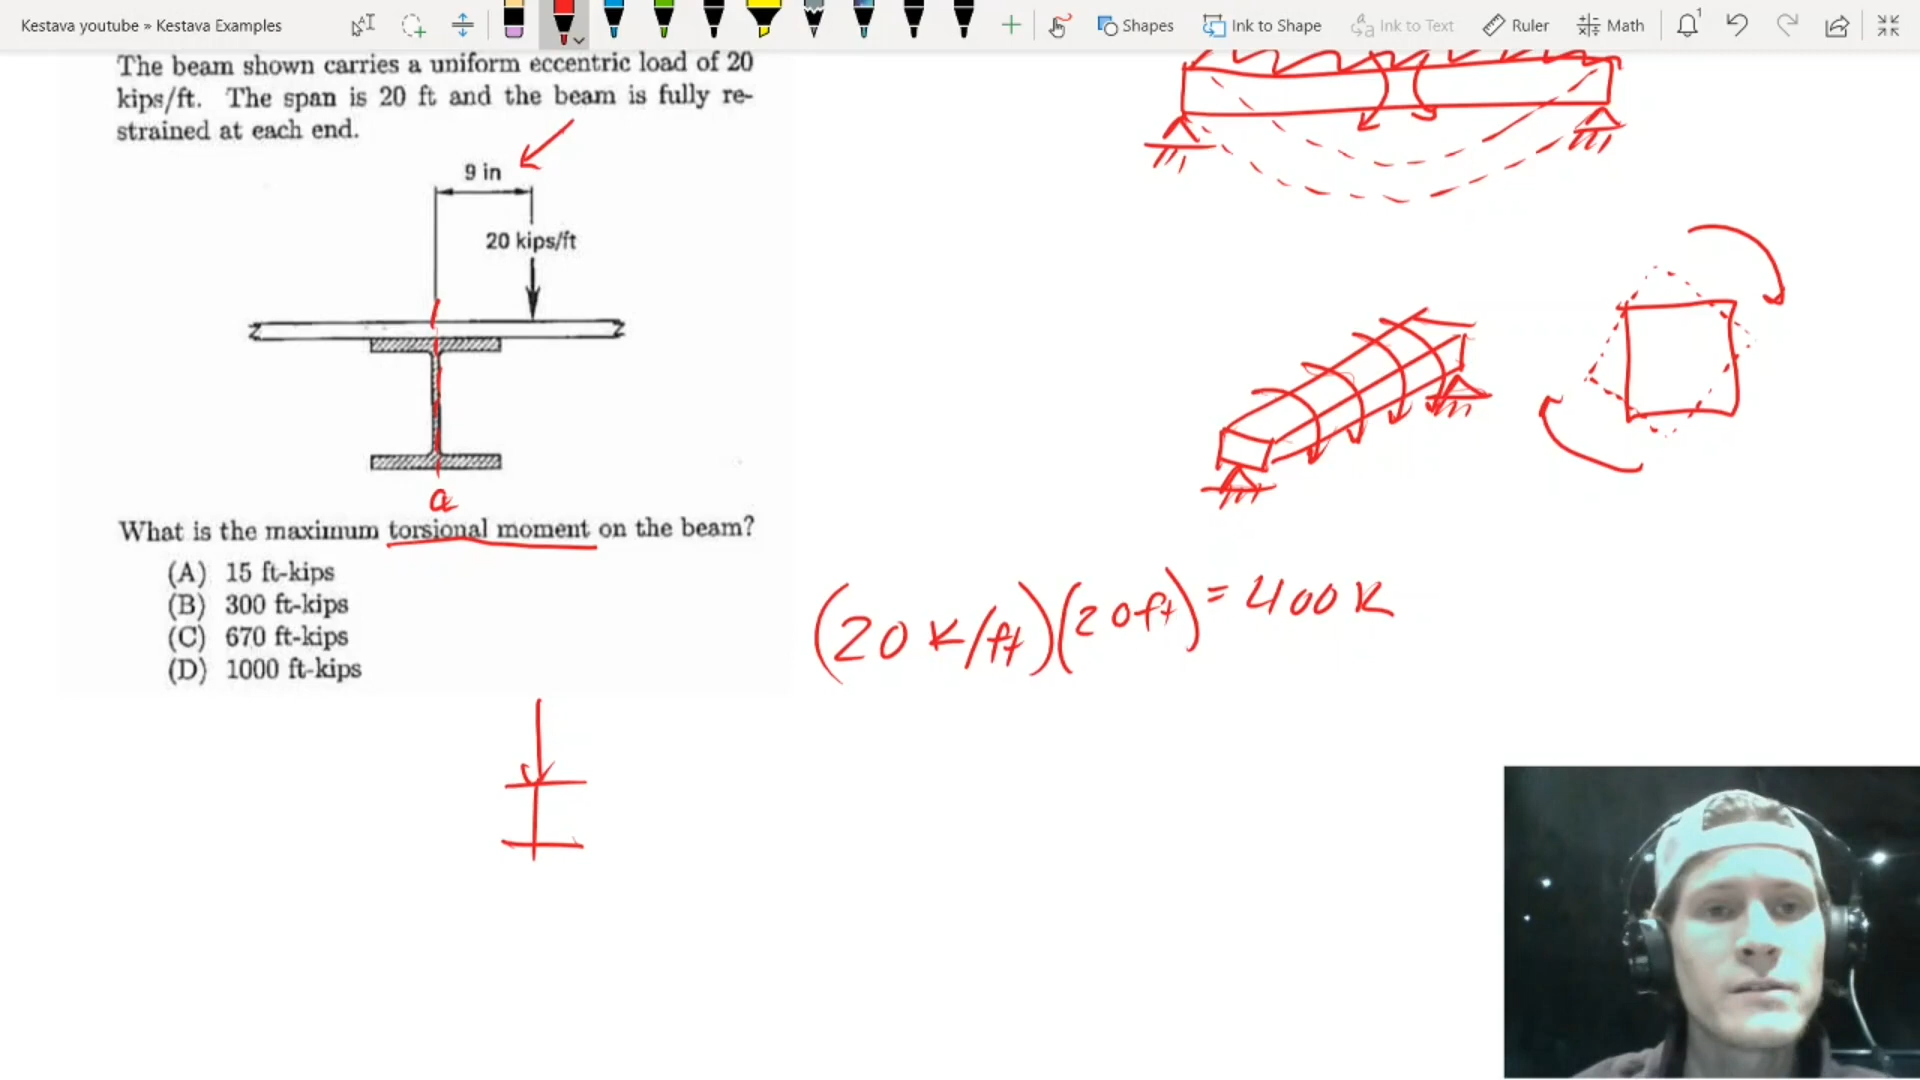 Kestava youtube » Kestava Examples
Shapes
Ink to Shape
Ink to Text
Ruler
Math
1
The beam shown carries a uniform eccentric load of 20
kips/ft. The span is 20 ft and the beam is fully re-
strained at each end.
9 in
20 kips/ft
a
What is the maximum torsional moment on the beam?
(A) 15 ft-kips
(B) 300 ft-kips
(C) 670 ft-kips
(D) 1000 ft-kips
(20 K/ft)(20ft) = 400 K